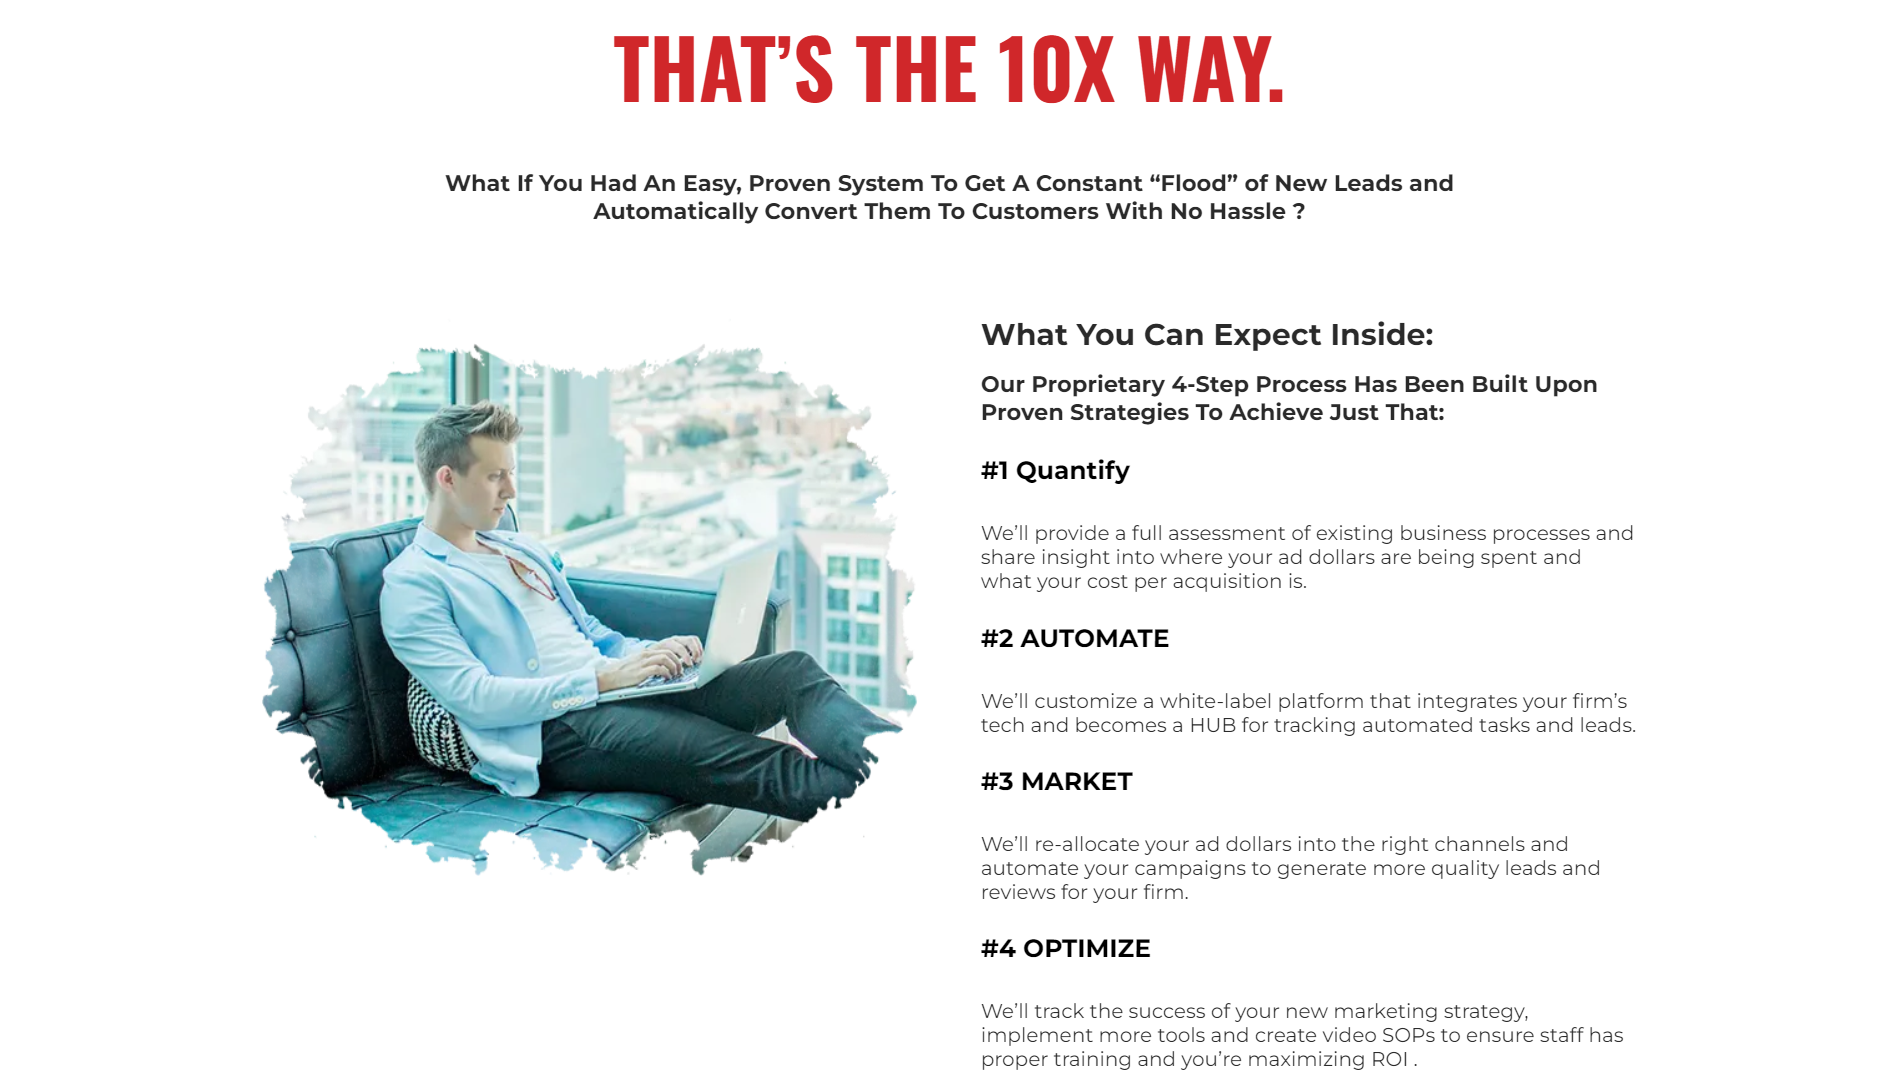 THAT’S THE 10X WAY.
What If You Had An Easy, Proven System To Get A Constant “Flood” of New Leads and
Automatically Convert Them To Customers With No Hassle ?
What You Can Expect Inside:
Our Proprietary 4-Step Process Has Been Built Upon
Proven Strategies To Achieve Just That:
#1 Quantify
We’ll provide a full assessment of existing business processes and
share insight into where your ad dollars are being spent and
what your cost per acquisition is.
#2 AUTOMATE
We’ll customize a white-label platform that integrates your firm’s
tech and becomes a HUB for tracking automated tasks and leads.
#3 MARKET
We’ll re-allocate your ad dollars into the right channels and
automate your campaigns to generate more quality leads and
reviews for your firm.
#4 OPTIMIZE
We’ll track the success of your new marketing strategy,
implement more tools and create video SOPs to ensure staff has
proper training and you’re maximizing ROI .